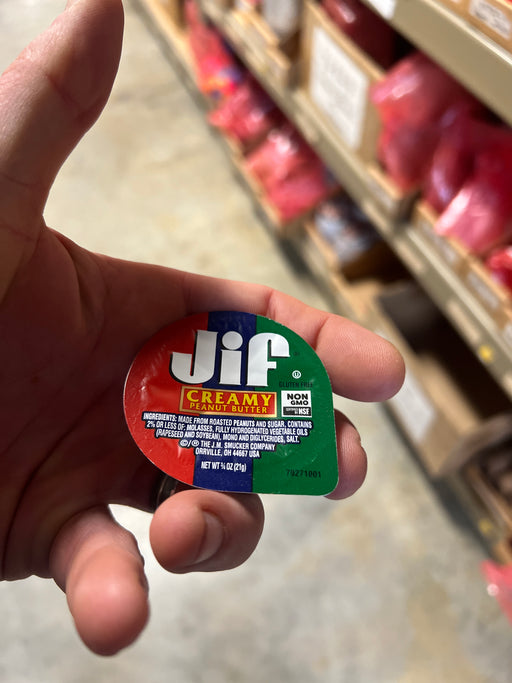 Jif
GLUTEN FREE
CREAMY
PEANUT BUTTER
NON
GMO
NSF
INGREDIENTS: MADE FROM ROASTED PEANUTS AND SUGAR, CONTAINS
2% OR LESS OF: MOLASSES, FULLY HYDROGENATED VEGETABLE OILS
(RAPESEED AND SOYBEAN), MONO AND DIGLYCERIDES, SALT.
©/® THE J.M. SMUCKER COMPANY
ORRVILLE, OH 44667 USA
NET WT ¾ OZ (21g)
70271001